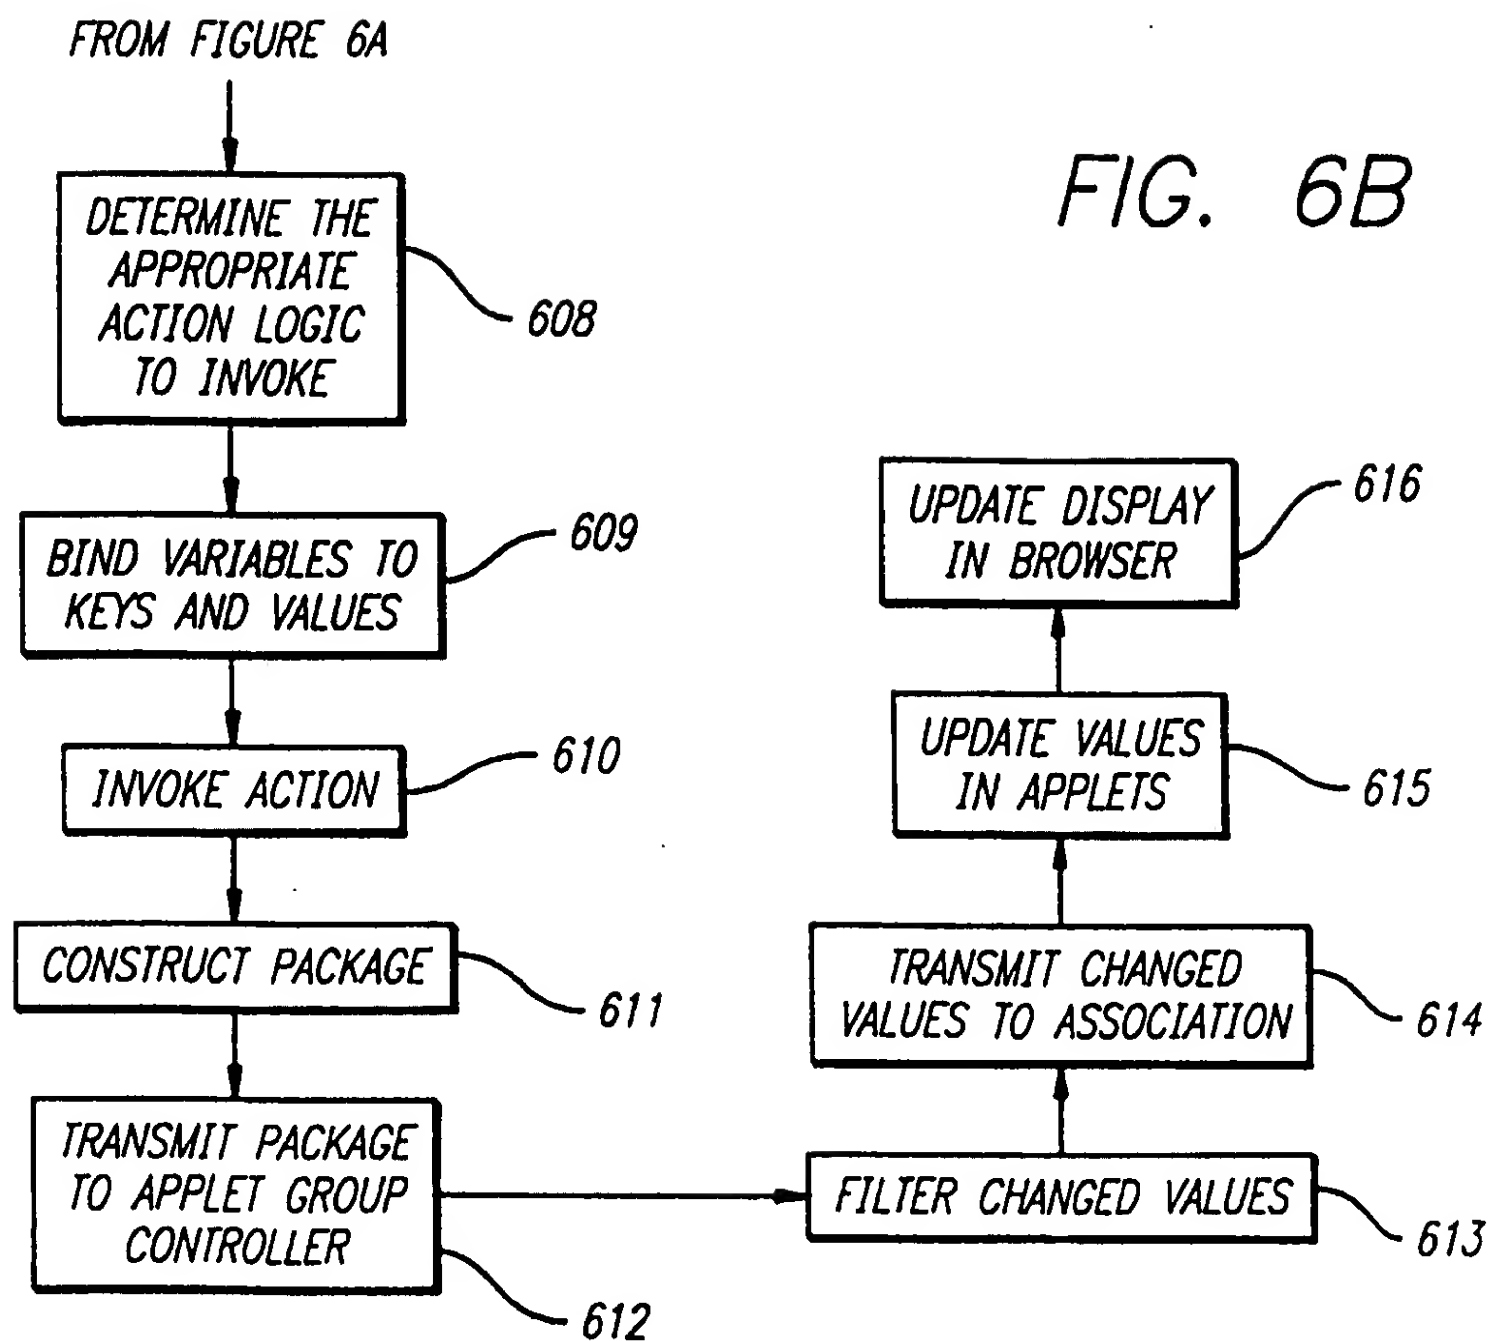 FROM FIGURE 6A
FIG. 6B
DETERMINE THE
APPROPRIATE
ACTION LOGIC
TO INVOKE
608
BIND VARIABLES TO
KEYS AND VALUES
609
INVOKE ACTION
610
CONSTRUCT PACKAGE
611
TRANSMIT PACKAGE
TO APPLET GROUP
CONTROLLER
612
FILTER CHANGED VALUES
613
TRANSMIT CHANGED
VALUES TO ASSOCIATION
614
UPDATE VALUES
IN APPLETS
615
UPDATE DISPLAY
IN BROWSER
616